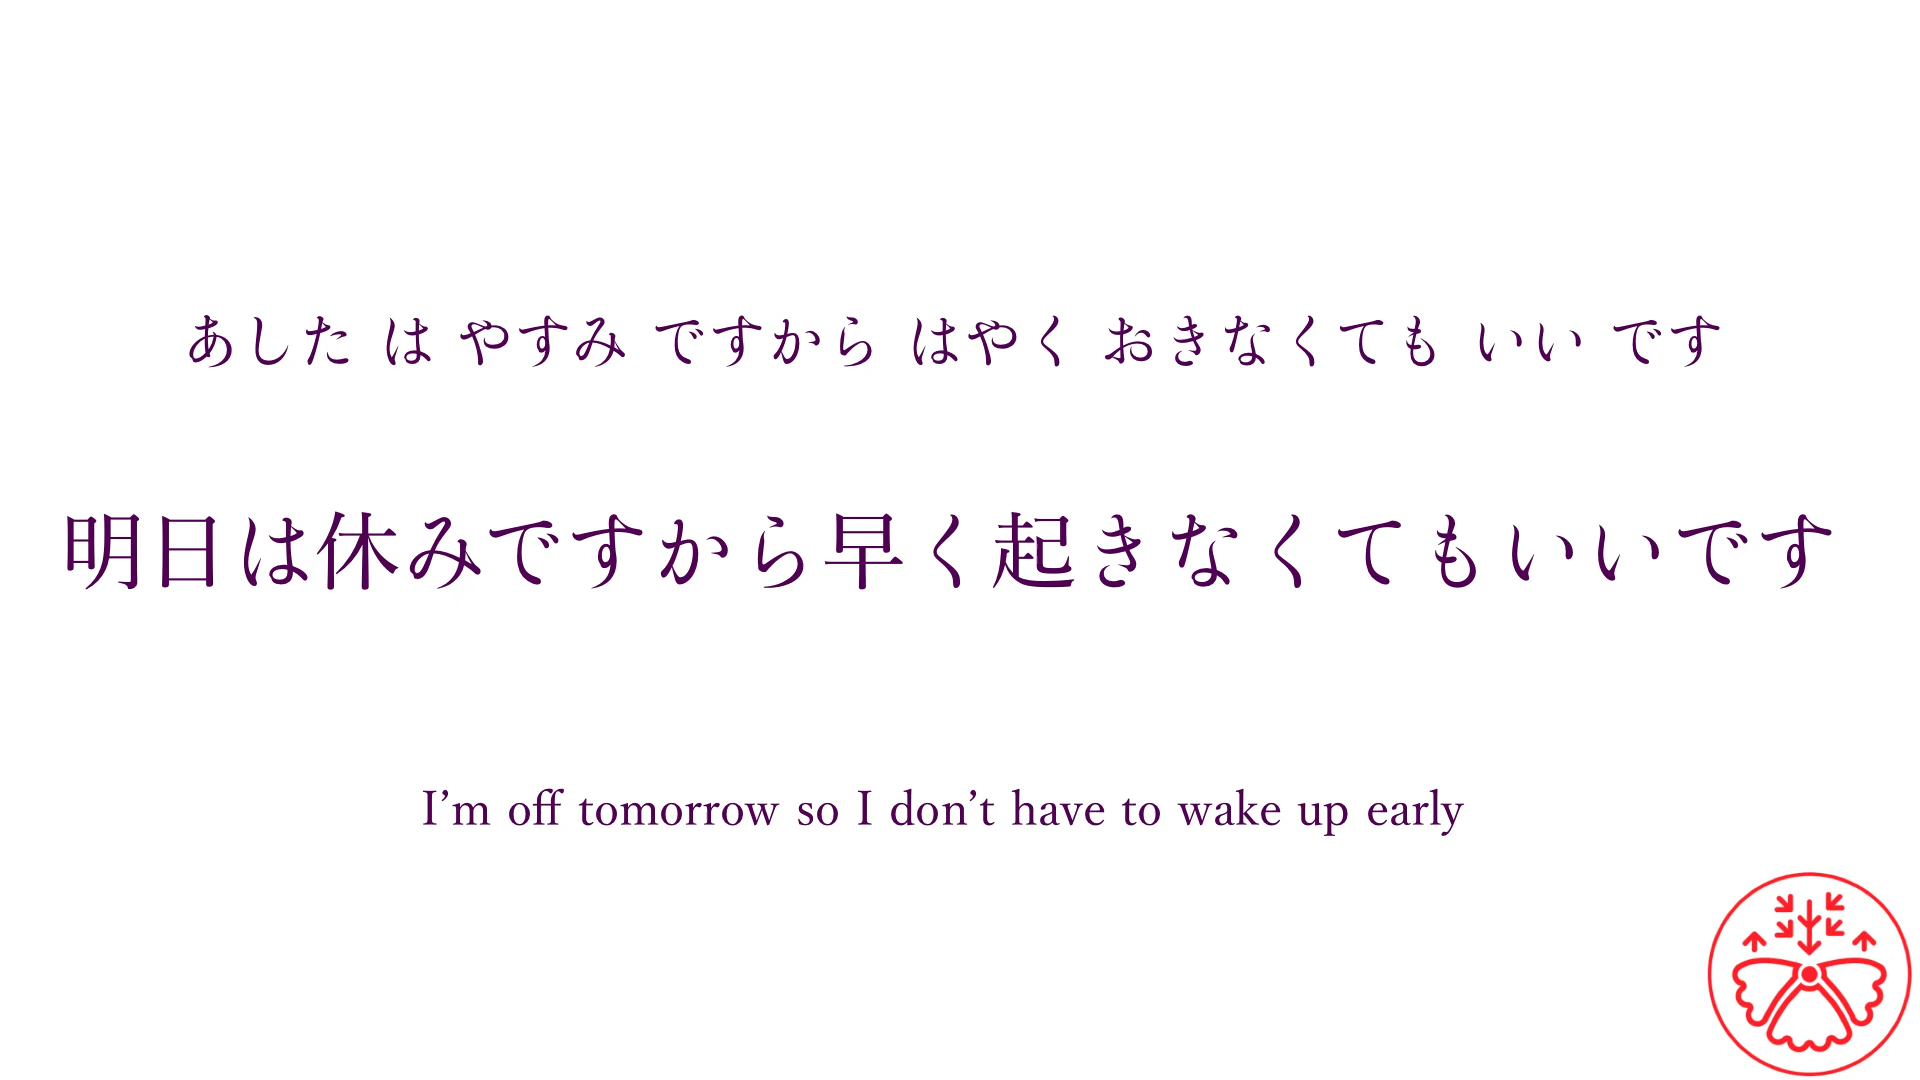 あした は やすみ ですから はやく おきなくても いい です
明日は休みですから早く起きなくてもいいです
I’m off tomorrow so I don’t have to wake up early